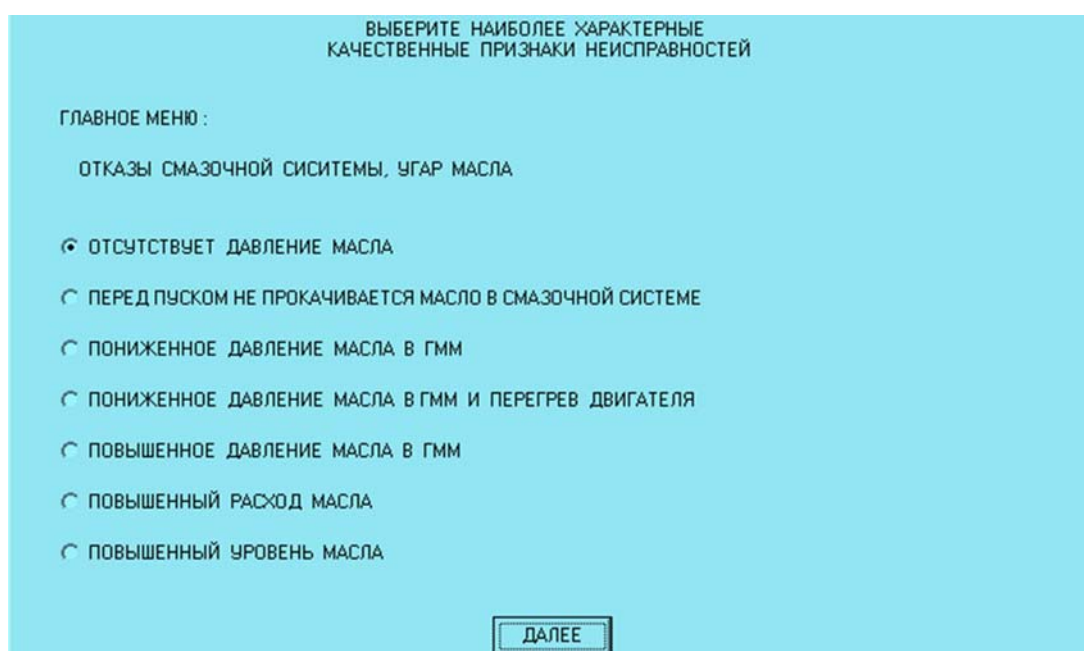 ВЫБЕРИТЕ НАИБОЛЕЕ ХАРАКТЕРНЫЕ
КАЧЕСТВЕННЫЕ ПРИЗНАКИ НЕИСПРАВНОСТЕЙ
ГЛАВНОЕ МЕНЮ :
ОТКАЗЫ СМАЗОЧНОЙ СИСИТЕМЫ, УГАР МАСЛА
ОТСУТСТВУЕТ ДАВЛЕНИЕ МАСЛА
ПЕРЕД ПУСКОМ НЕ ПРОКАЧИВАЕТСЯ МАСЛО В СМАЗОЧНОЙ СИСТЕМЕ
ПОНИЖЕННОЕ ДАВЛЕНИЕ МАСЛА В ГММ
ПОНИЖЕННОЕ ДАВЛЕНИЕ МАСЛА В ГММ И ПЕРЕГРЕВ ДВИГАТЕЛЯ
ПОВЫШЕННОЕ ДАВЛЕНИЕ МАСЛА В ГММ
ПОВЫШЕННЫЙ РАСХОД МАСЛА
ПОВЫШЕННЫЙ УРОВЕНЬ МАСЛА
ДАЛЕЕ